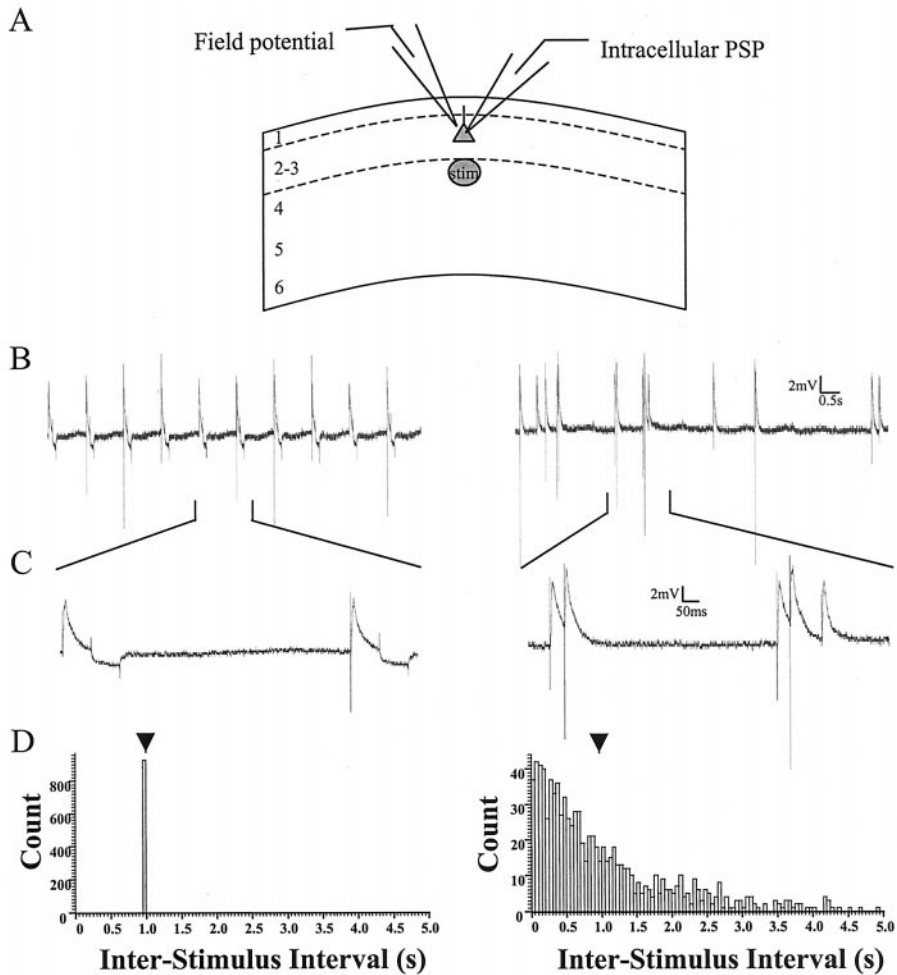 A
Field potential
Intracellular PSP
1
2-3
stim
4
5
6
B
2mV
0.5s
C
2mV
50ms
D
Count
800
600
400
200
0
0 0.5 1.0 1.5 2.0 2.5 3.0 3.5 4.0 4.5 5.0
Inter-Stimulus Interval (s)
Count
40
30
20
10
0
0 0.5 1.0 1.5 2.0 2.5 3.0 3.5 4.0 4.5 5.0
Inter-Stimulus Interval (s)